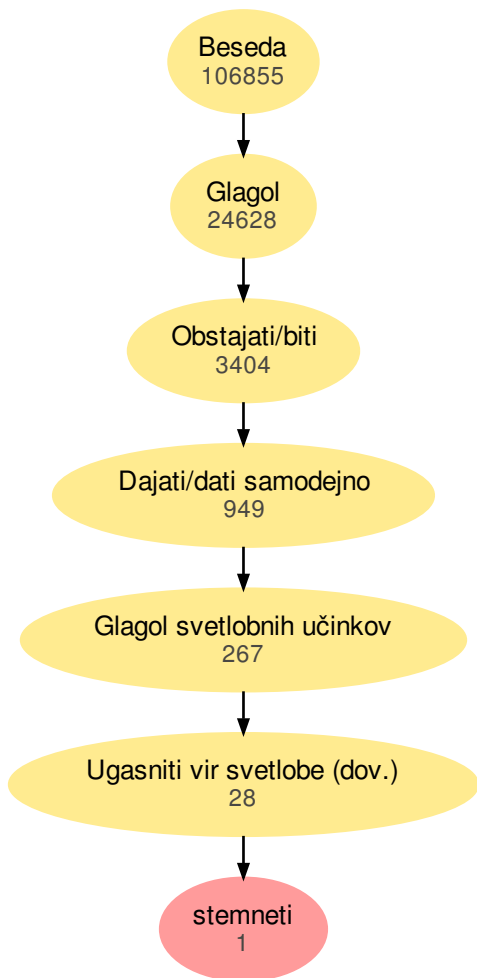 Beseda
106855
Glagol
24628
Obstajati/biti
3404
Dajati/dati samodejno
949
Glagol svetlobnih učinkov
267
Ugasniti vir svetlobe (dov.)
28
stemneti
1